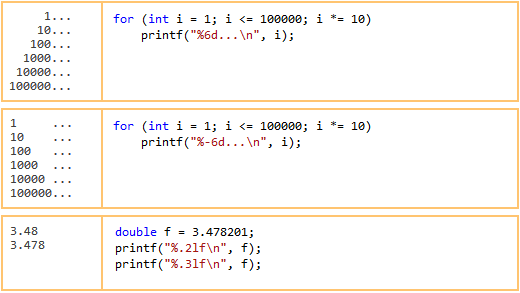 1...
10...
100...
1000...
10000...
100000...
for (int i = 1; i <= 100000; i *= 10)
printf("%6d...\n", i);
1     ...
10    ...
100   ...
1000  ...
10000 ...
100000...
for (int i = 1; i <= 100000; i *= 10)
printf("%-6d...\n", i);
3.48
3.478
double f = 3.478201;
printf("%.2lf\n", f);
printf("%.3lf\n", f);